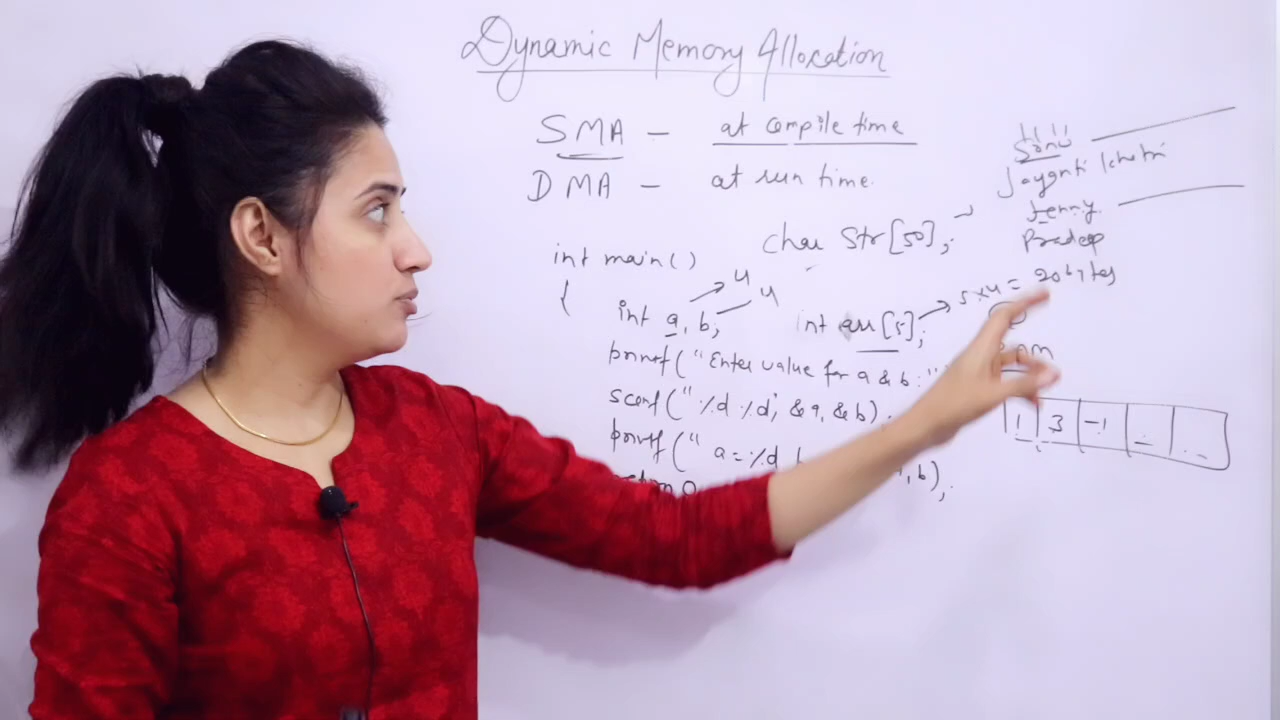 Dynamic Memory Allocation
SMA - at compile time
DMA - at run time.
Sonu
Jayanti khatri
Jenny
Pradeep
char Str[50];
int main()
{
4
4
int a, b;
int arr[5];
5x4 = 20 bytes
printf("Enter value for a & b:"
scanf("%d %d", &a, &b);
printf(" a=%d b
, b);
1 3 -1 _ ..